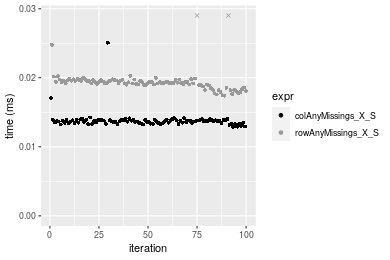 0.03
0.02
0.01
0.00
time (ms)
0
25
50
75
100
iteration
expr
colAnyMissings_X_S
rowAnyMissings_X_S